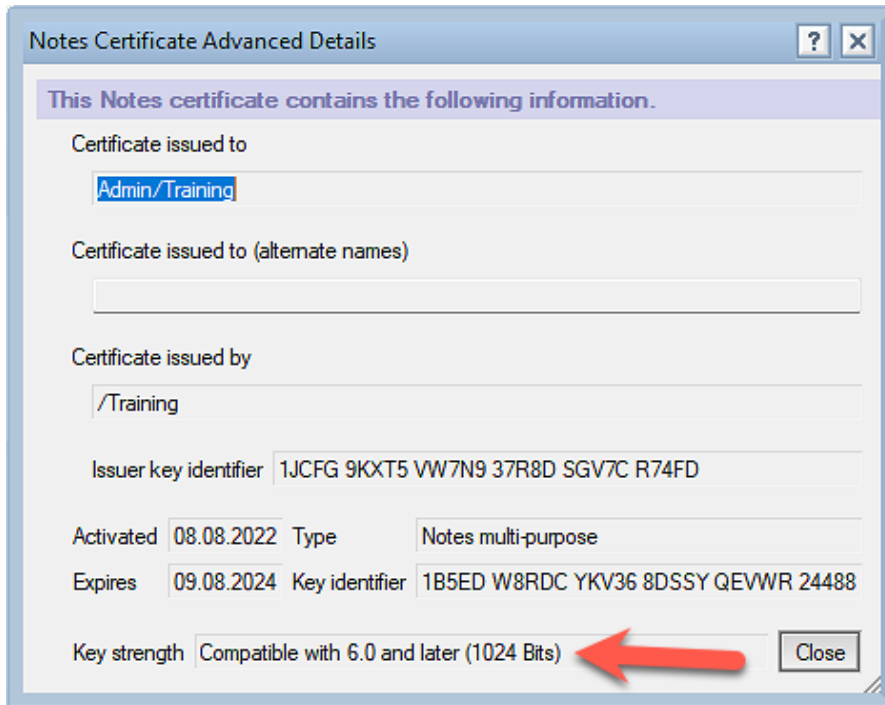 Notes Certificate Advanced Details
?
This Notes certificate contains the following information.
Certificate issued to
Admin/Training
Certificate issued to (alternate names)
Certificate issued by
/Training
Issuer key identifier 1JCFG 9KXT5 VW7N9 37R8D SGV7C R74FD
Activated 08.08.2022 Type Notes multi-purpose
Expires 09.08.2024 Key identifier 1B5ED W8RDC YKV36 8DSSY QEVWR 24488
Key strength Compatible with 6.0 and later (1024 Bits) Close